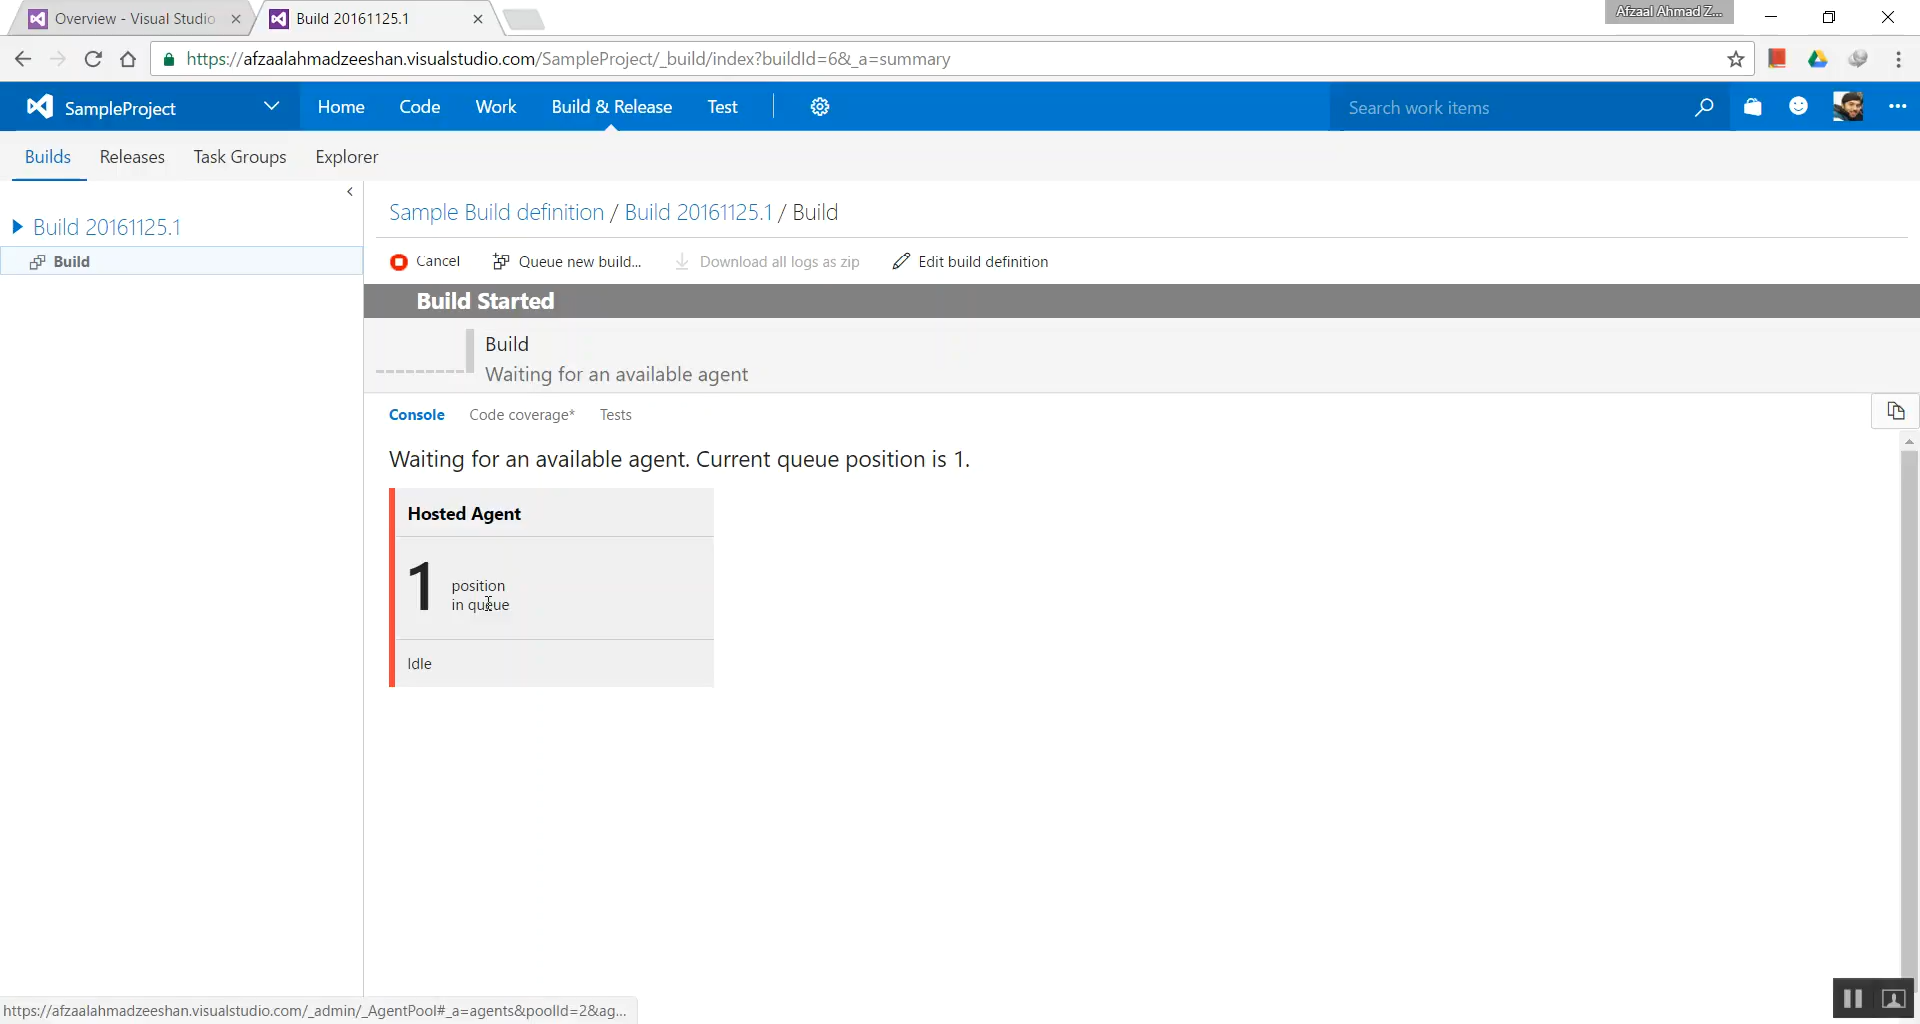 Overview - Visual Studio
Build 20161125.1
Afzaal Ahmad Z...
https://afzaalahmadzeeshan.visualstudio.com/SampleProject/_build/index?buildId=6&_a=summary
SampleProject
Home
Code
Work
Build & Release
Test
Search work items
Builds
Releases
Task Groups
Explorer
Build 20161125.1
Build
Sample Build definition / Build 20161125.1 / Build
Cancel
Queue new build...
Download all logs as zip
Edit build definition
Build Started
Build
Waiting for an available agent
Console
Code coverage*
Tests
Waiting for an available agent. Current queue position is 1.
Hosted Agent
1
position
in queue
Idle
https://afzaalahmadzeeshan.visualstudio.com/_admin/_AgentPool#_a=agents&poolId=2&ag...